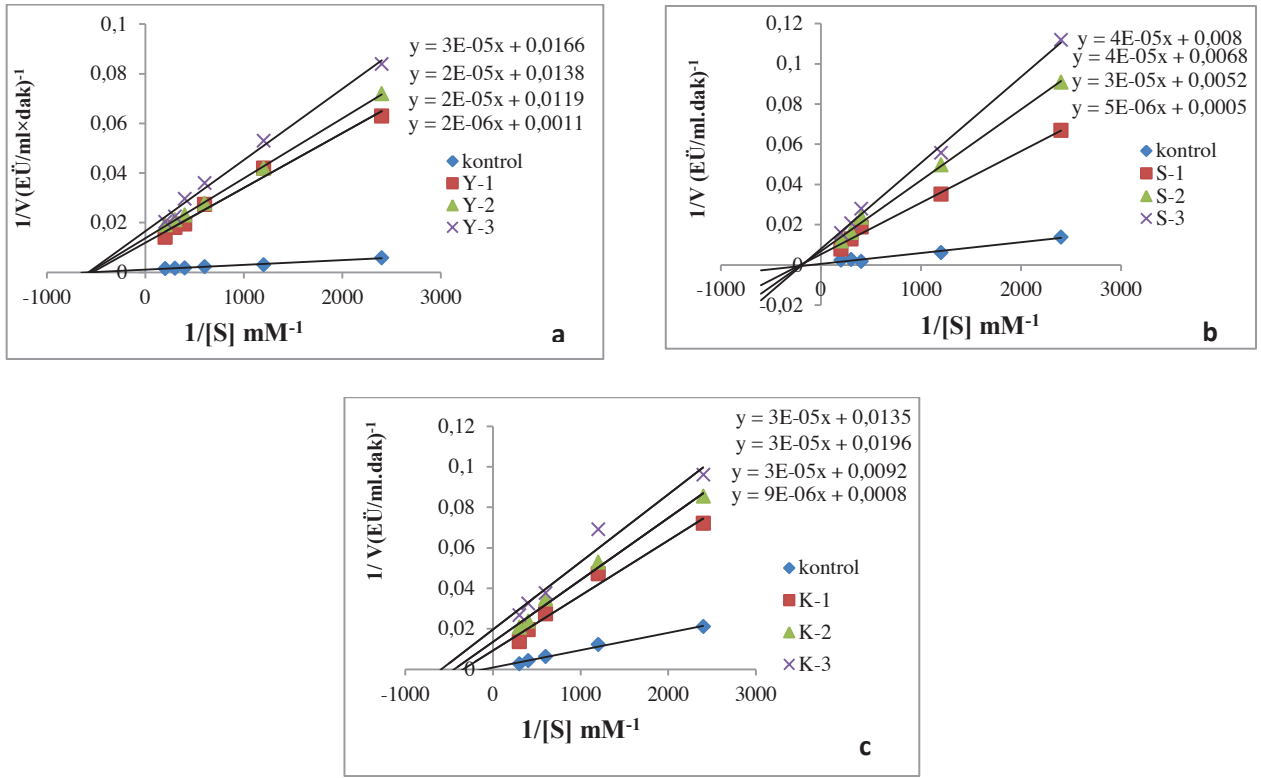 0,1
0,08
0,06
0,04
0,02
0
-1000
0
1000
2000
3000
1/V(EÜ/ml×dak)-1
1/[S] mM-1
y = 3E-05x + 0,0166
y = 2E-05x + 0,0138
y = 2E-05x + 0,0119
y = 2E-06x + 0,0011
kontrol
Y-1
Y-2
Y-3
a
0,12
0,1
0,08
0,06
0,04
0,02
0
-0,02
-1000
0
1000
2000
3000
1/V (EÜ/ml.dak)-1
1/[S] mM-1
y = 4E-05x + 0,008
y = 4E-05x + 0,0068
y = 3E-05x + 0,0052
y = 5E-06x + 0,0005
kontrol
S-1
S-2
S-3
b
0,12
0,1
0,08
0,06
0,04
0,02
0
-1000
0
1000
2000
3000
1/ V(EÜ/ml.dak)-1
1/[S] mM-1
y = 3E-05x + 0,0135
y = 3E-05x + 0,0196
y = 3E-05x + 0,0092
y = 9E-06x + 0,0008
kontrol
K-1
K-2
K-3
c